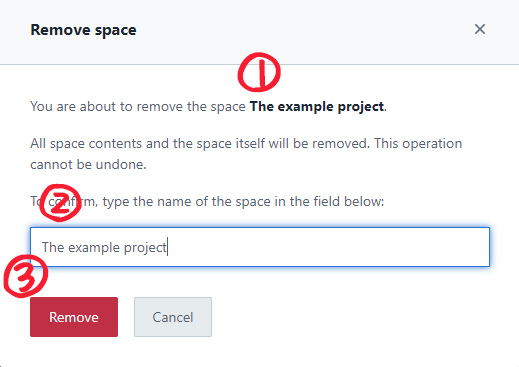 Remove space
①
You are about to remove the space The example project.
All space contents and the space itself will be removed. This operation
cannot be undone.
②
To confirm, type the name of the space in the field below:
The example project
③
Remove Cancel